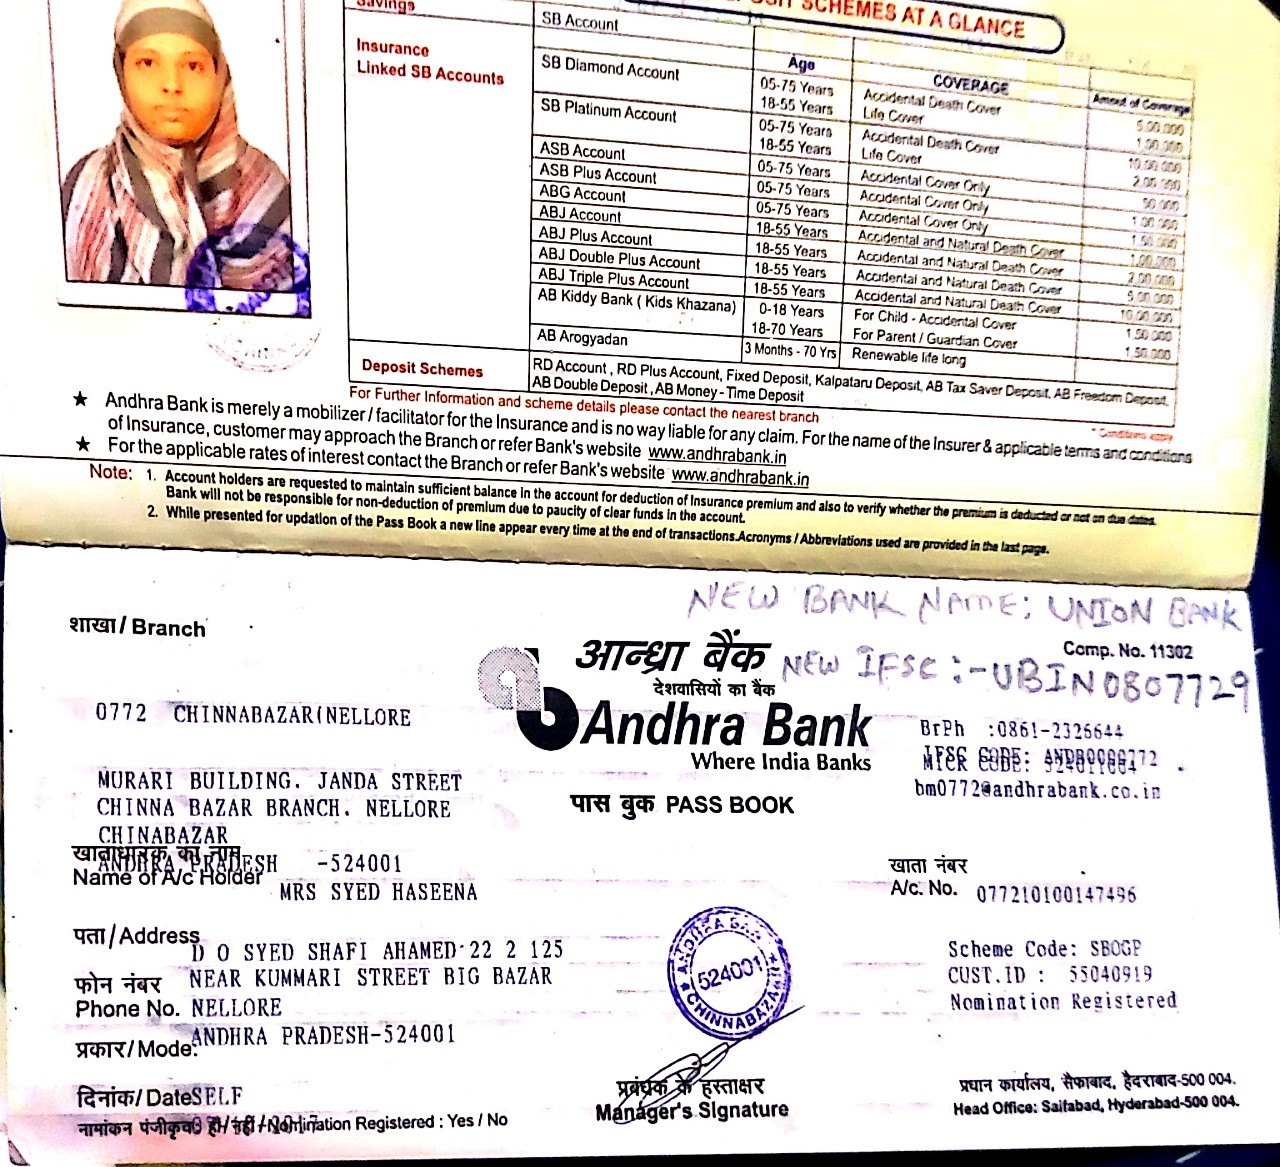 SCHEMES AT A GLANCE
Savings
SB Account
Insurance
Linked SB Accounts
Age
COVERAGE
Amount of Coverage
SB Diamond Account
05-75 Years
Accidental Death Cover
5,00,000
18-55 Years
Life Cover
1,00,000
SB Platinum Account
05-75 Years
Accidental Death Cover
10,00,000
18-55 Years
Life Cover
2,00,000
ASB Account
05-75 Years
Accidental Cover Only
50,000
ASB Plus Account
05-75 Years
Accidental Cover Only
1,00,000
ABG Account
05-75 Years
Accidental Cover Only
1,50,000
ABJ Account
18-55 Years
Accidental and Natural Death Cover
1,00,000
ABJ Plus Account
18-55 Years
Accidental and Natural Death Cover
2,00,000
ABJ Double Plus Account
18-55 Years
Accidental and Natural Death Cover
5,00,000
ABJ Triple Plus Account
18-55 Years
Accidental and Natural Death Cover
10,00,000
AB Kiddy Bank ( Kids Khazana)
0-18 Years
For Child - Accidental Cover
1,50,000
18-70 Years
For Parent / Guardian Cover
1,50,000
AB Arogyadan
3 Months - 70 Yrs
Renewable life long
Deposit Schemes
RD Account , RD Plus Account, Fixed Deposit, Kalpataru Deposit, AB Tax Saver Deposit, AB Freedom Deposit,
AB Double Deposit ,AB Money - Time Deposit
For Further Information and scheme details please contact the nearest branch
* Conditions apply
★ Andhra Bank is merely a mobilizer / facilitator for the Insurance and is no way liable for any claim. For the name of the Insurer & applicable terms and conditions
of Insurance, customer may approach the Branch or refer Bank's website www.andhrabank.in
★ For the applicable rates of interest contact the Branch or refer Bank's website www.andhrabank.in
Note: 1. Account holders are requested to maintain sufficient balance in the account for deduction of Insurance premium and also to verify whether the premium is deducted or not on due dates.
Bank will not be responsible for non-deduction of premium due to paucity of clear funds in the account.
2. While presented for updation of the Pass Book a new line appear every time at the end of transactions.Acronyms / Abbreviations used are provided in the last page.
NEW BANK NAME: UNION BANK
शाखा/ Branch
Comp. No. 11302
आन्ध्रा बैंक
NEW IFSC :-UBIN0807729
देशवासियों का बैंक
0772 CHINNABAZAR(NELLORE
Andhra Bank
Where India Banks
BrPh :0861-2326644
IFSC CODE: ANDB0000772
MICR CODE: 524011004
bm0772@andhrabank.co.in
MURARI BUILDING. JANDA STREET
CHINNA BAZAR BRANCH. NELLORE
पास बुक PASS BOOK
CHINABAZAR
खाताधारक का नाम
ANDHRA PRADESH -524001
Name of A/c Holder
MRS SYED HASEENA
खाता नंबर
A/c. No. 077210100147496
पता/Address
D O SYED SHAFI AHAMED 22 2 125
फोन नंबर
NEAR KUMMARI STREET BIG BAZAR
Phone No. NELLORE
ANDHRA PRADESH-524001
प्रकार/Mode:
ANDHRA BANK
524001
CHINNABAZAR
Scheme Code: SBOGP
CUST.ID : 55040919
Nomination Registered
दिनांक/Date SELF
नामांकन पंजीकृत हाँ/नहीं/Nomination Registered : Yes / No
प्रबंधक के हस्ताक्षर
Manager's Signature
प्रधान कार्यालय, सैफाबाद, हैदराबाद-500 004.
Head Office: Saifabad, Hyderabad-500 004.